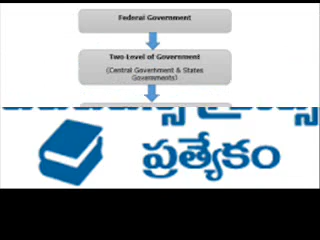 Federal Government
Two Level of Government
(Central Government & States
Governments)
ప్రత్యేకం